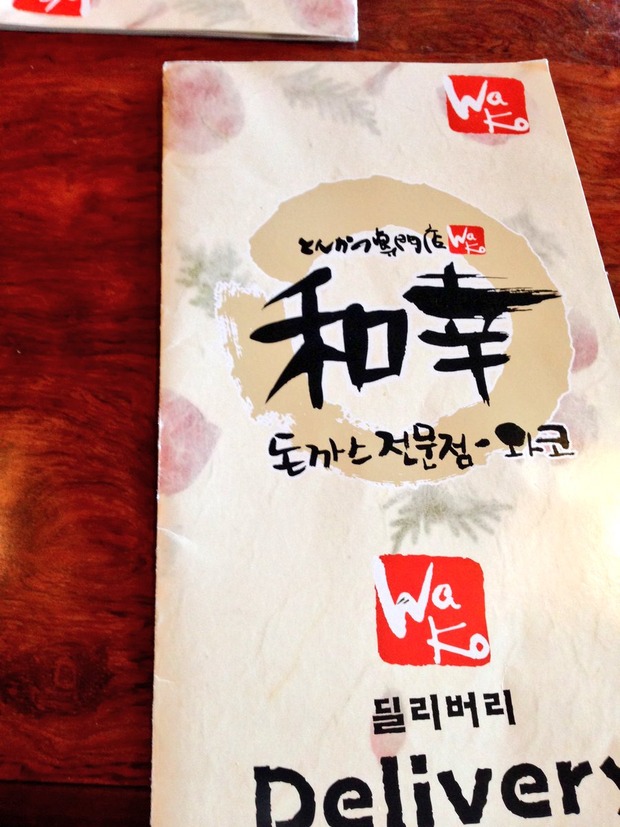 Wa
Ko
とんかつ専門店 Wa Ko
和幸
돈까스 전문점 - 와코
Wa
Ko
딜리버리
Delivery